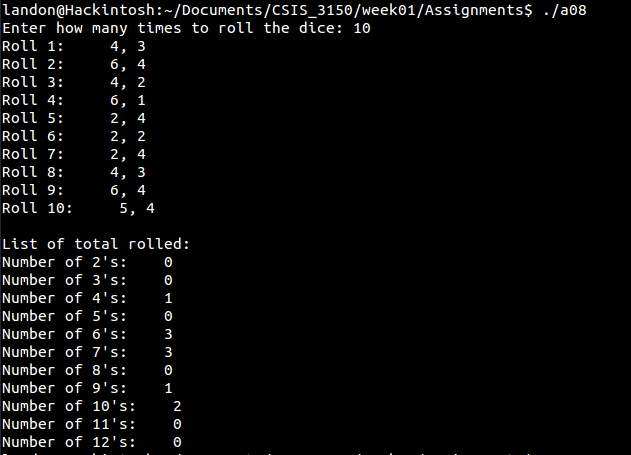 landon@Hackintosh:~/Documents/CSIS_3150/week01/Assignments$ ./a08
Enter how many times to roll the dice: 10
Roll 1:     4, 3
Roll 2:     6, 4
Roll 3:     4, 2
Roll 4:     6, 1
Roll 5:     2, 4
Roll 6:     2, 2
Roll 7:     2, 4
Roll 8:     4, 3
Roll 9:     6, 4
Roll 10:     5, 4

List of total rolled:
Number of 2's:    0
Number of 3's:    0
Number of 4's:    1
Number of 5's:    0
Number of 6's:    3
Number of 7's:    3
Number of 8's:    0
Number of 9's:    1
Number of 10's:    2
Number of 11's:    0
Number of 12's:    0